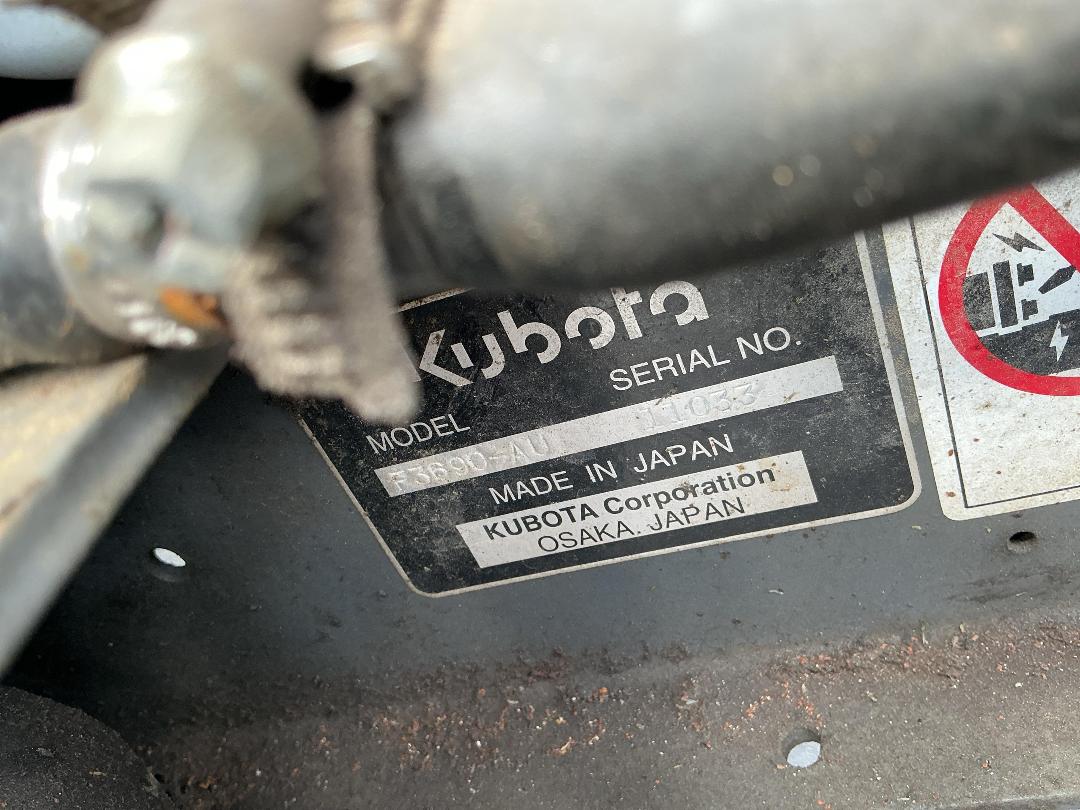 Kubota
SERIAL NO.
MODEL
F3690-AU 11033
MADE IN JAPAN
KUBOTA Corporation
OSAKA. JAPAN